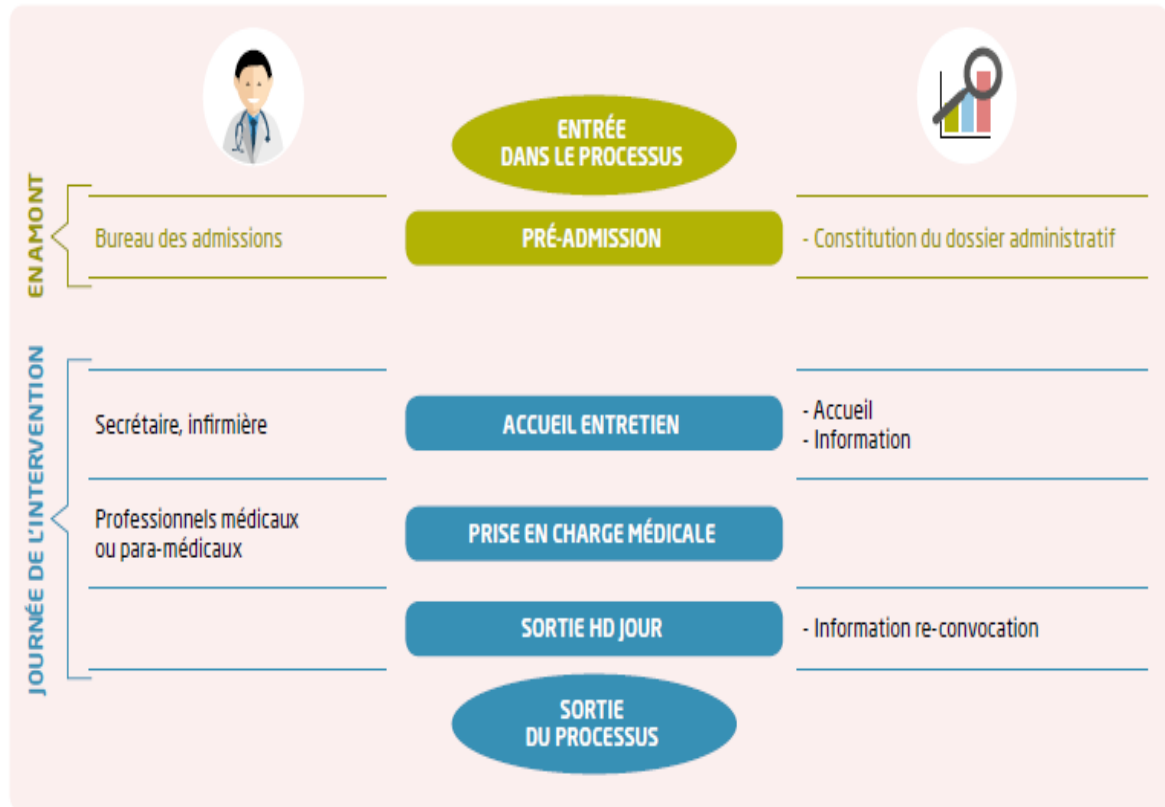 ENTRÉE
DANS LE PROCESSUS
EN AMONT
Bureau des admissions
PRÉ-ADMISSION
- Constitution du dossier administratif
JOURNÉE DE L'INTERVENTION
Secrétaire, infirmière
ACCUEIL ENTRETIEN
- Accueil
- Information
Professionnels médicaux
ou para-médicaux
PRISE EN CHARGE MÉDICALE
SORTIE HD JOUR
- Information re-convocation
SORTIE
DU PROCESSUS